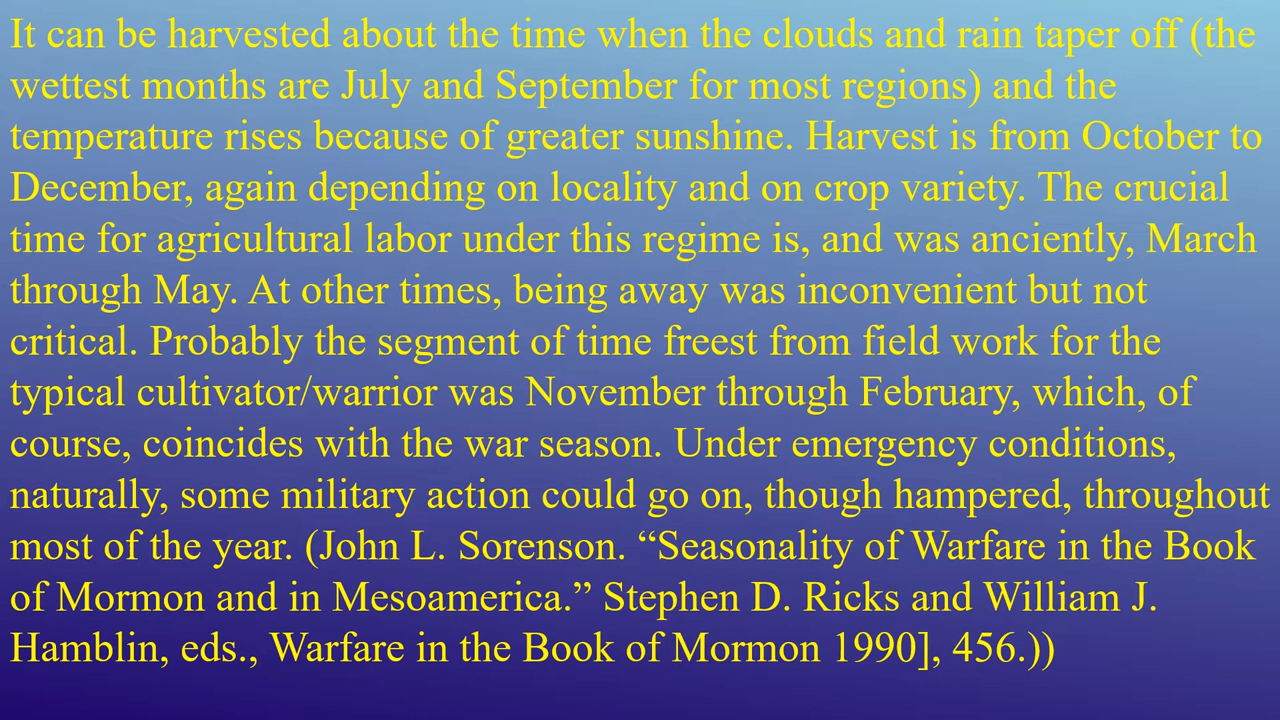 It can be harvested about the time when the clouds and rain taper off (the
wettest months are July and September for most regions) and the
temperature rises because of greater sunshine. Harvest is from October to
December, again depending on locality and on crop variety. The crucial
time for agricultural labor under this regime is, and was anciently, March
through May. At other times, being away was inconvenient but not
critical. Probably the segment of time freest from field work for the
typical cultivator/warrior was November through February, which, of
course, coincides with the war season. Under emergency conditions,
naturally, some military action could go on, though hampered, throughout
most of the year. (John L. Sorenson. “Seasonality of Warfare in the Book
of Mormon and in Mesoamerica.” Stephen D. Ricks and William J.
Hamblin, eds., Warfare in the Book of Mormon 1990], 456.))